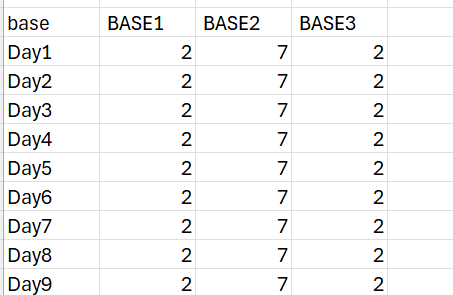 base BASE1 BASE2 BASE3
Day1 2 7 2
Day2 2 7 2
Day3 2 7 2
Day4 2 7 2
Day5 2 7 2
Day6 2 7 2
Day7 2 7 2
Day8 2 7 2
Day9 2 7 2